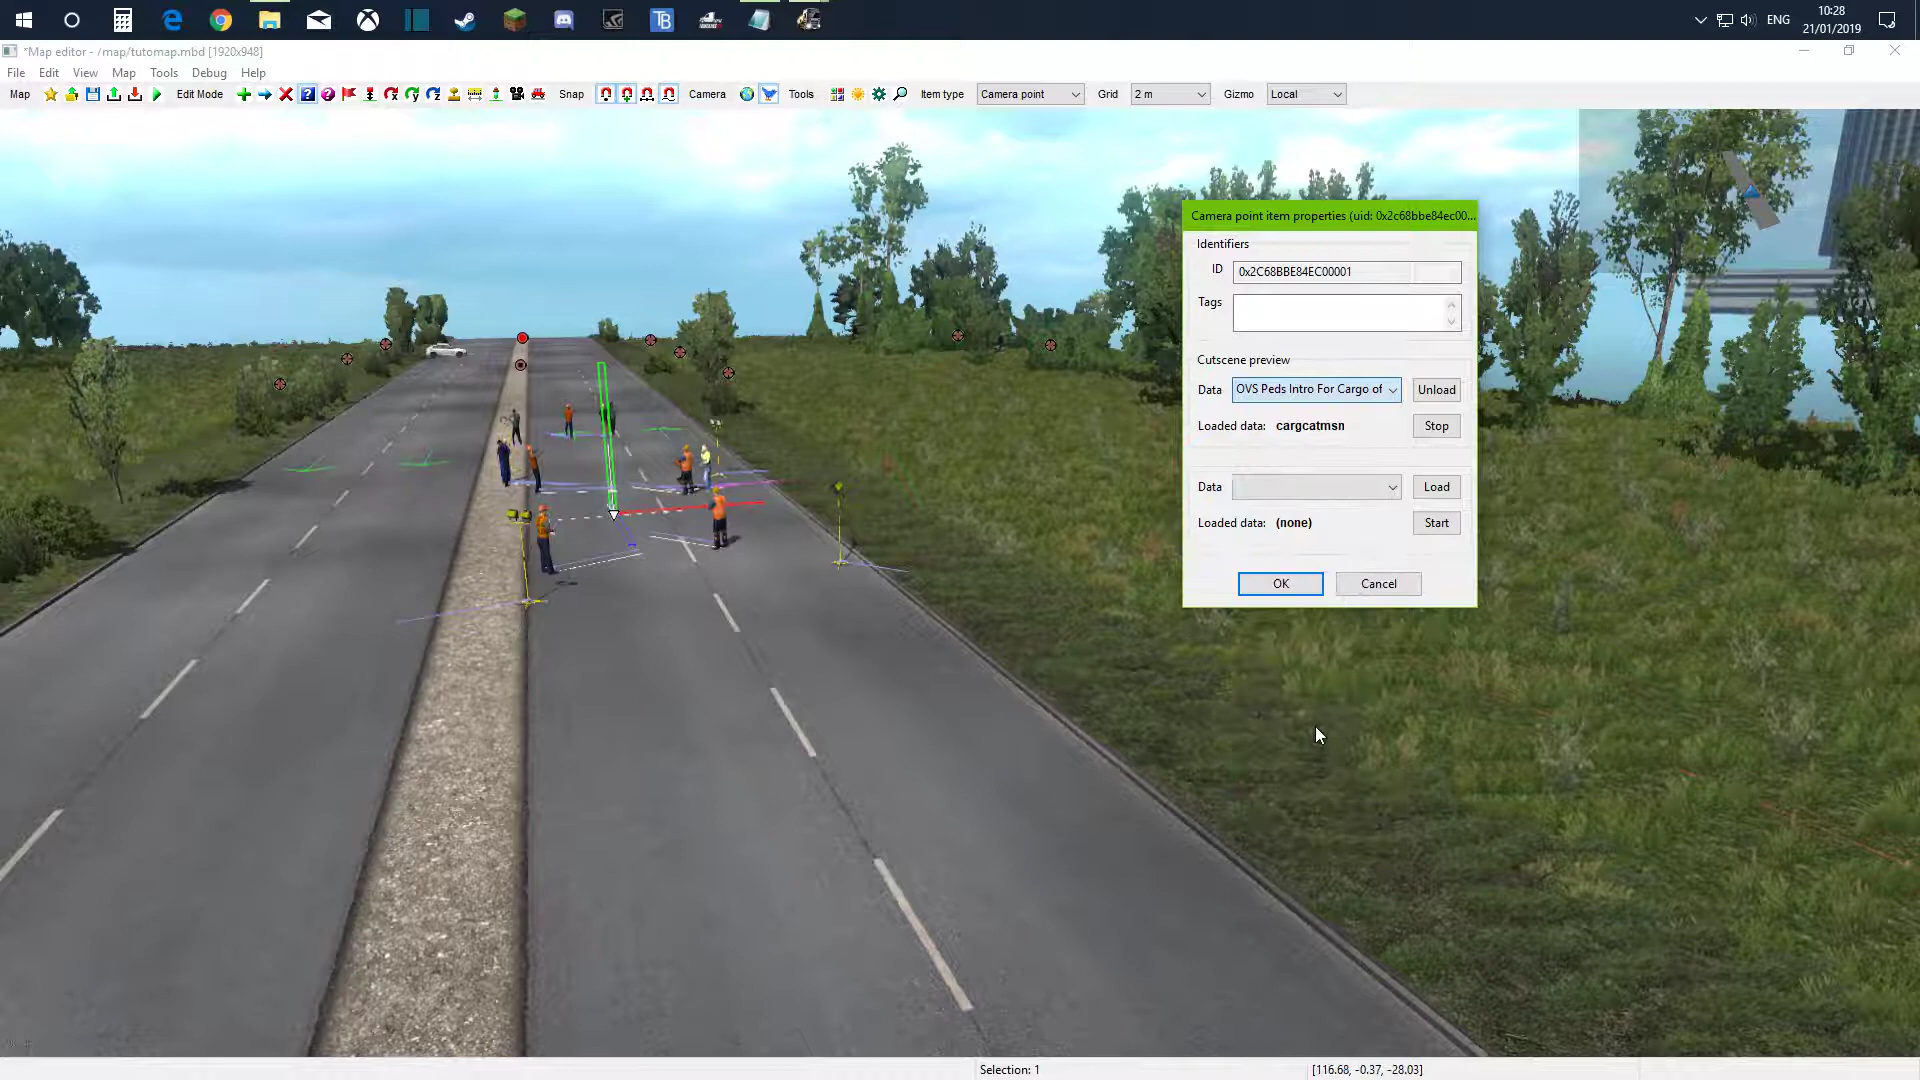 TB
ENG
10:28
21/01/2019
*Map editor - /map/tutomap.mbd [1920x948]
File Edit View Map Tools Debug Help
Map Edit Mode Snap Camera Tools Item type Camera point Grid 2 m Gizmo Local
Camera point item properties (uid: 0x2c68bbe84ec00...
Identifiers
ID 0x2C68BBE84EC00001
Tags
Cutscene preview
Data OVS Peds Intro For Cargo of Unload
Loaded data: cargcatmsn Stop
Data Load
Loaded data: (none) Start
OK Cancel
Selection: 1 [116.68, -0.37, -28.03]